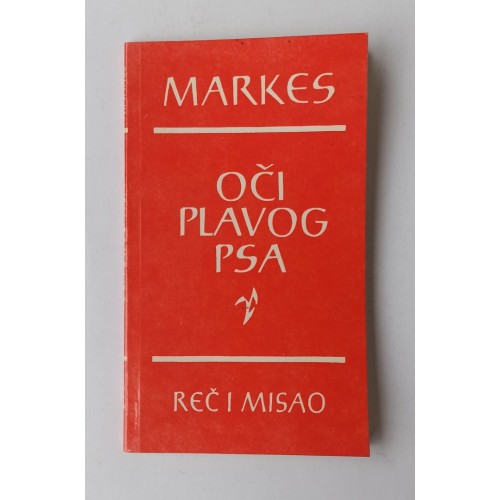 MARKES
OČI
PLAVOG
PSA
REČ I MISAO